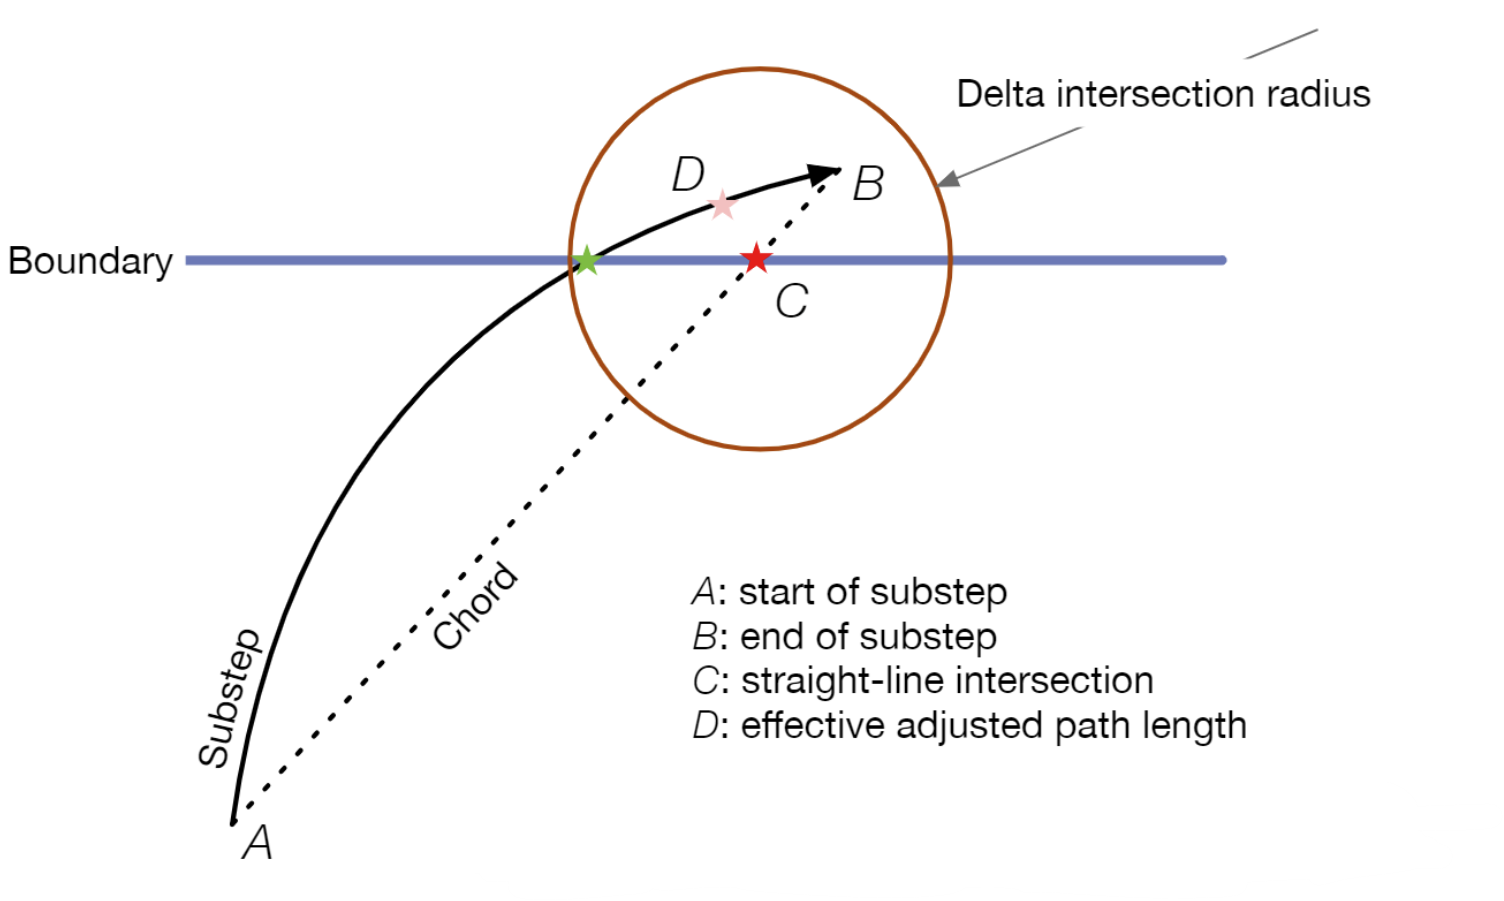 Delta intersection radius
D
B
Boundary
C
Chord
Substep
A
A: start of substep
B: end of substep
C: straight-line intersection
D: effective adjusted path length